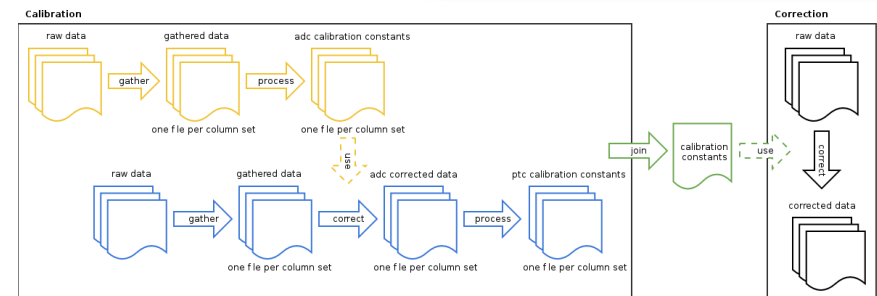 Calibration
Correction
raw data
gathered data
adc calibration constants
raw data
gather
process
one f le per column set
one f le per column set
use
join
calibration
constants
use
correct
raw data
gathered data
adc corrected data
ptc calibration constants
gather
correct
process
corrected data
one f le per column set
one f le per column set
one f le per column set